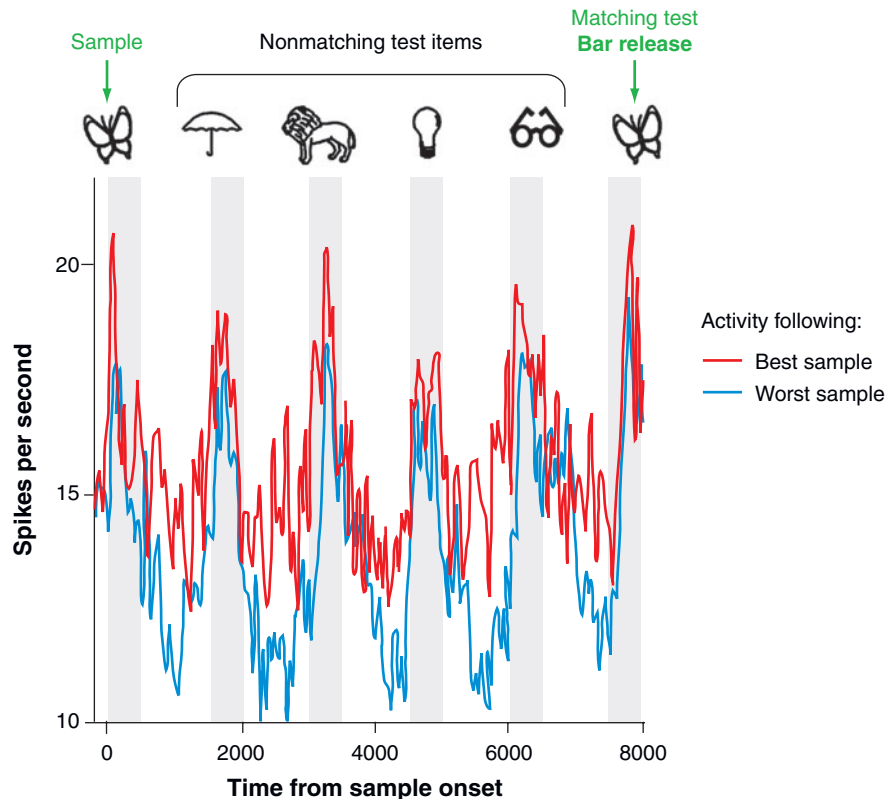 Sample
Nonmatching test items
Matching test
Bar release
20
15
10
Spikes per second
0
2000
4000
6000
8000
Time from sample onset
Activity following:
Best sample
Worst sample